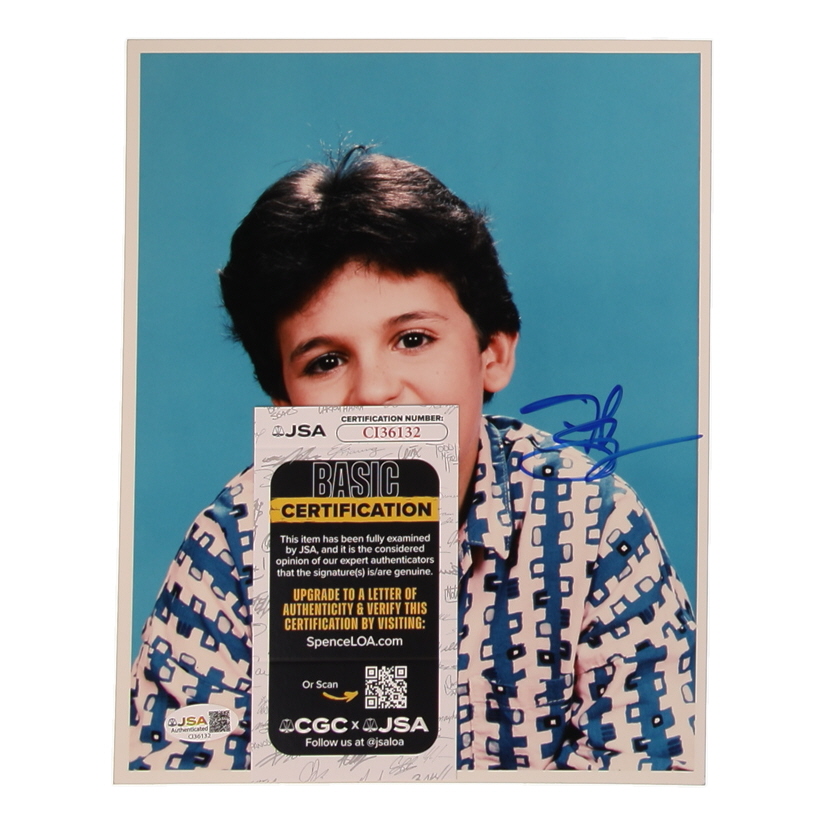 JSA
CERTIFICATION NUMBER:
CI36132
BASIC
CERTIFICATION
This item has been fully examined
by JSA, and it is the considered
opinion of our expert authenticators
that the signature(s) is/are genuine.
UPGRADE TO A LETTER OF
AUTHENTICITY & VERIFY THIS
CERTIFICATION BY VISITING:
SpenceLOA.com
Or Scan
CGC x JSA
Follow us at @jsaloa
JSA
Authenticated
CI36132